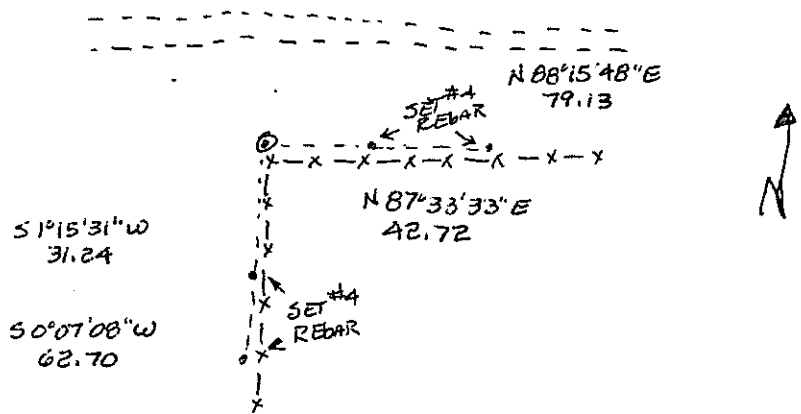 N 88°15'48" E
79.13
SET #4
REBAR
N 87°33'33" E
42.72
N
S 1°15'31" W
31.24
SET #4
REBAR
S 0°07'08" W
62.70